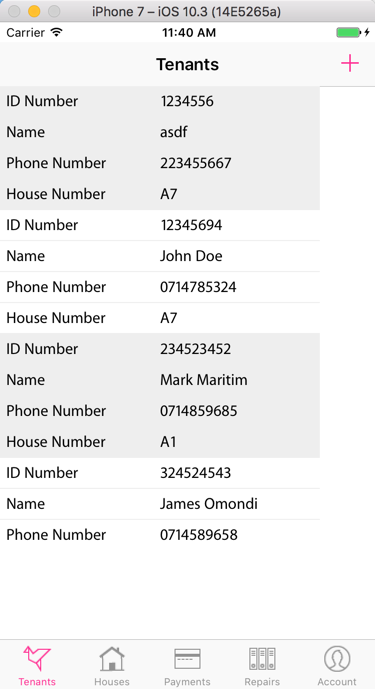 iPhone 7 – iOS 10.3 (14E5265a)
Carrier 11:40 AM
Tenants +
ID Number 1234556
Name asdf
Phone Number 223455667
House Number A7
ID Number 12345694
Name John Doe
Phone Number 0714785324
House Number A7
ID Number 234523452
Name Mark Maritim
Phone Number 0714859685
House Number A1
ID Number 324524543
Name James Omondi
Phone Number 0714589658
Tenants Houses Payments Repairs Account